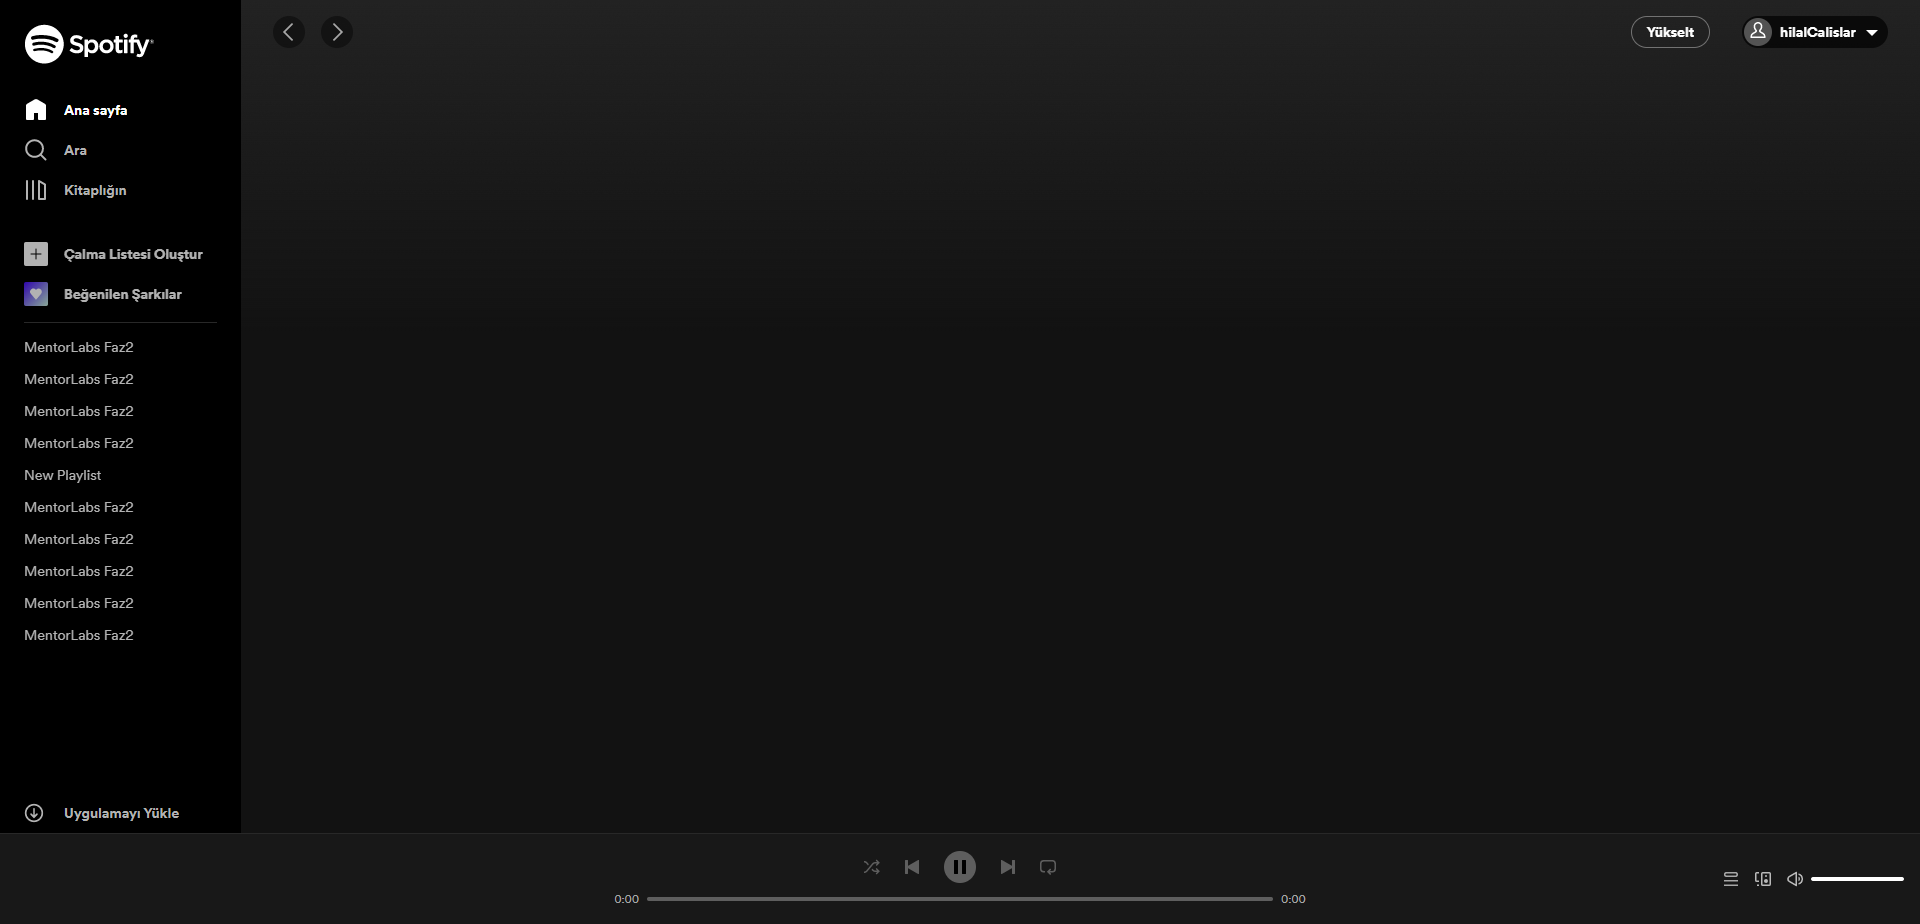 Spotify
Yükselt
hilalCalislar
Ana sayfa
Ara
Kitaplığın
Çalma Listesi Oluştur
Beğenilen Şarkılar
MentorLabs Faz2
MentorLabs Faz2
MentorLabs Faz2
MentorLabs Faz2
New Playlist
MentorLabs Faz2
MentorLabs Faz2
MentorLabs Faz2
MentorLabs Faz2
MentorLabs Faz2
Uygulamayı Yükle
0:00
0:00